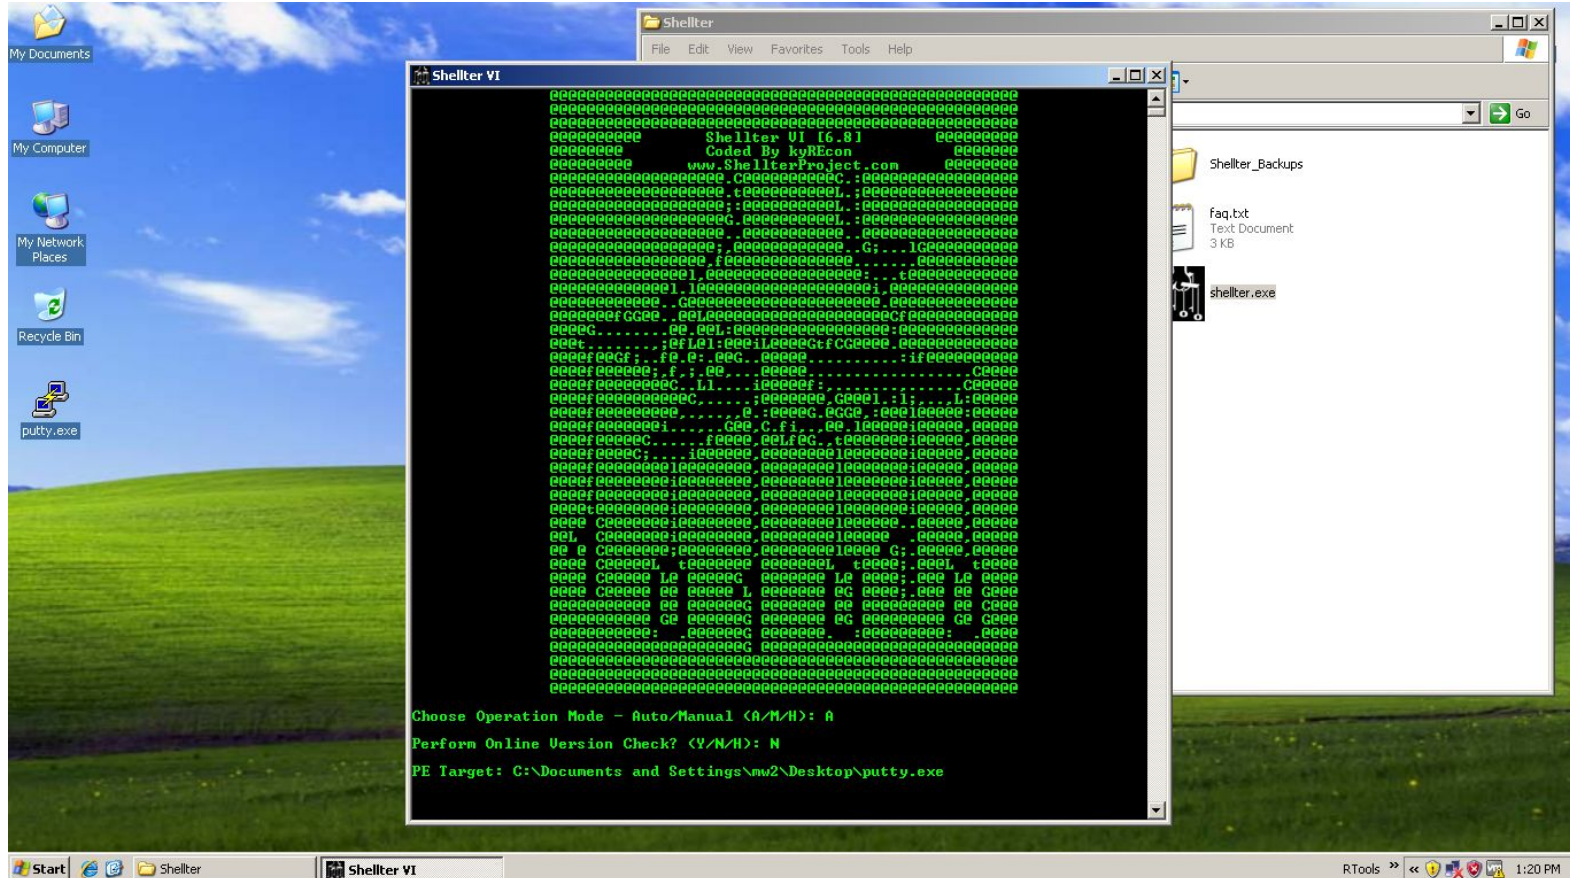 My Documents
My Computer
My Network
Places
Recycle Bin
putty.exe
Shellter
File Edit View Favorites Tools Help
Go
Shellter_Backups
faq.txt
Text Document
3 KB
shellter.exe
Shellter VI
Shellter VI [6.8]
Coded By kyREcon
www.ShellterProject.com
Choose Operation Mode - Auto/Manual (A/M/H): A
Perform Online Version Check? (Y/N/H): N
PE Target: C:\Documents and Settings\mw2\Desktop\putty.exe
Start
Shellter
Shellter VI
RTools
1:20 PM